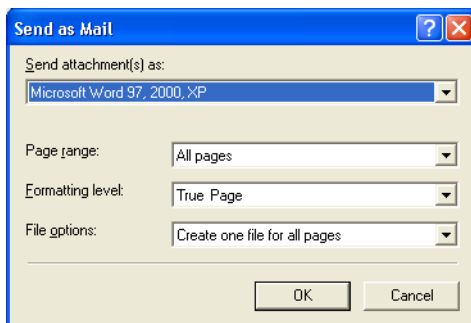 Send as Mail
Send attachment(s) as:
Microsoft Word 97, 2000, XP
Page range: All pages
Formatting level: True Page
File options: Create one file for all pages
OK Cancel